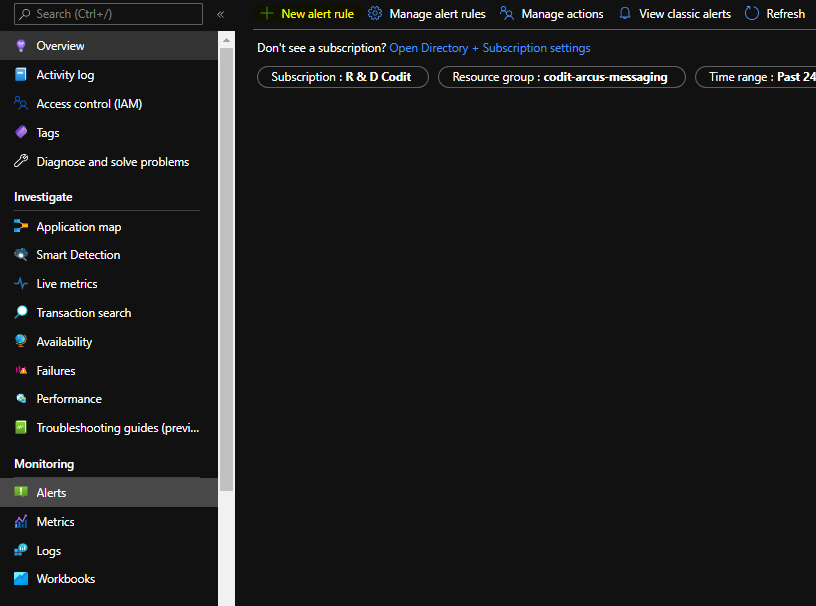 Search (Ctrl+/)
«
Overview
Activity log
Access control (IAM)
Tags
Diagnose and solve problems
Investigate
Application map
Smart Detection
Live metrics
Transaction search
Availability
Failures
Performance
Troubleshooting guides (previ...
Monitoring
Alerts
Metrics
Logs
Workbooks
New alert rule Manage alert rules Manage actions View classic alerts Refresh
Don't see a subscription? Open Directory + Subscription settings
Subscription : R & D Codit Resource group : codit-arcus-messaging Time range : Past 24